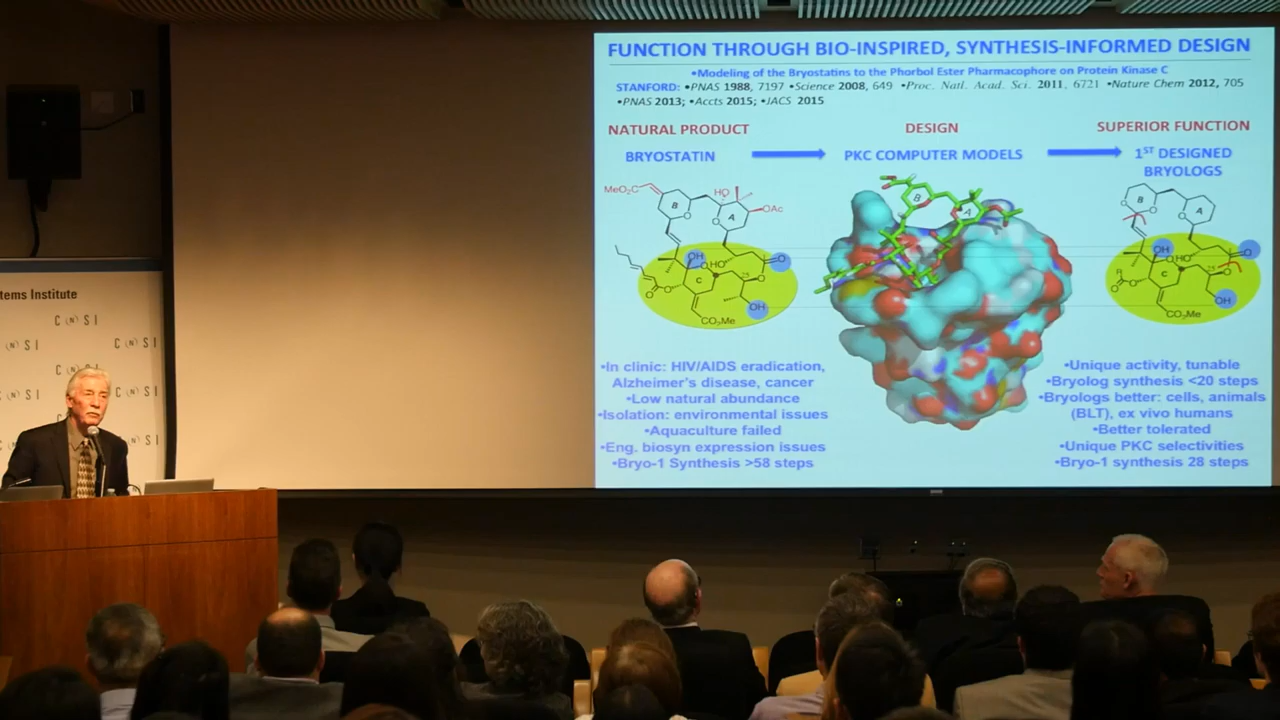 FUNCTION THROUGH BIO-INSPIRED, SYNTHESIS-INFORMED DESIGN
•Modeling of the Bryostatins to the Phorbol Ester Pharmacophore on Protein Kinase C
STANFORD: •PNAS 1988, 7197 •Science 2008, 649 •Proc. Natl. Acad. Sci. 2011, 6721 •Nature Chem 2012, 705
•PNAS 2013; •Accts 2015; •JACS 2015
NATURAL PRODUCT
DESIGN
SUPERIOR FUNCTION
BRYOSTATIN
PKC COMPUTER MODELS
1ST DESIGNED
BRYOLOGS
MeO₂C
HO
OAc
B
O
A
O
OH
O
HO
O
C
25
O
O
O
OH
CO₂Me
B
A
B
O
A
O
OH
O
HO
O
R
C
25
O
O
O
OH
CO₂Me
•In clinic: HIV/AIDS eradication,
Alzheimer's disease, cancer
•Low natural abundance
•Isolation: environmental issues
•Aquaculture failed
•Eng. biosyn expression issues
•Bryo-1 Synthesis >58 steps
•Unique activity, tunable
•Bryolog synthesis <20 steps
•Bryologs better: cells, animals
(BLT), ex vivo humans
•Better tolerated
•Unique PKC selectivities
•Bryo-1 synthesis 28 steps
tems Institute
C (N) S I
(N) S I
C (N) S I
C (N) S I
(N) S I
C (N) S I
C (N) S I